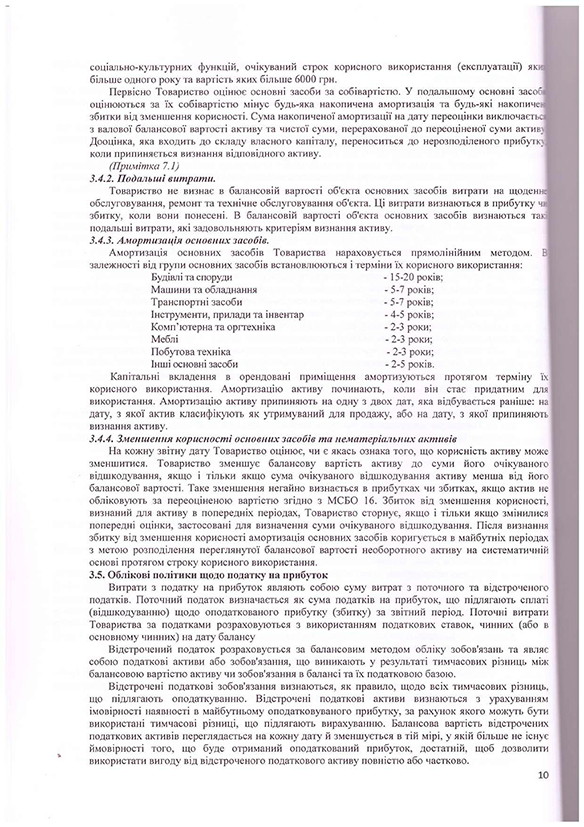 соціально-культурних функцій, очікуваний строк корисного використання (експлуатації) яких
більше одного року та вартість яких більше 6000 грн.
Первісно Товариство оцінює основні засоби за собівартістю. У подальшому основні засоби
оцінюються за їх собівартістю мінус будь-яка накопичена амортизація та будь-які накопичені
збитки від зменшення корисності. Сума накопиченої амортизації на дату переоцінки виключається
з валової балансової вартості активу та чистої суми, перерахованого до переоціненої суми активу.
Дооцінка, яка входить до складу власного капіталу, переноситься до нерозподіленого прибутку,
коли припиняється визнання відповідного активу.
(Примітка 7.1)
3.4.2. Подальші витрати.
Товариство не визнає в балансовій вартості об'єкта основних засобів витрати на щоденне
обслуговування, ремонт та технічне обслуговування об'єкта. Ці витрати визнаються в прибутку чи
збитку, коли вони понесені. В балансовій вартості об'єкта основних засобів визнаються такі
подальші витрати, які задовольняють критеріям визнання активу.
3.4.3. Амортизація основних засобів.
Амортизація основних засобів Товариства нараховується прямолінійним методом. В
залежності від групи основних засобів встановлюються і терміни їх корисного використання:
Будівлі та споруди - 15-20 років;
Машини та обладнання - 5-7 років;
Транспортні засоби - 5-7 років;
Інструменти, прилади та інвентар - 4-5 років;
Комп'ютерна та оргтехніка - 2-3 роки;
Меблі - 2-3 роки;
Побутова техніка - 2-3 роки;
Інші основні засоби - 2-5 років.
Капітальні вкладення в орендовані приміщення амортизуються протягом терміну їх
корисного використання. Амортизацію активу починають, коли він стає придатним для
використання. Амортизацію активу припиняють на одну з двох дат, яка відбувається раніше: на
дату, з якої актив класифікують як утримуваний для продажу, або на дату, з якої припиняють
визнання активу.
3.4.4. Зменшення корисності основних засобів та нематеріальних активів
На кожну звітну дату Товариство оцінює, чи є якась ознака того, що корисність активу може
зменшитися. Товариство зменшує балансову вартість активу до суми його очікуваного
відшкодування, якщо і тільки якщо сума очікуваного відшкодування активу менша від його
балансової вартості. Таке зменшення негайно визнається в прибутках чи збитках, якщо актив не
обліковують за переоціненою вартістю згідно з МСБО 16. Збиток від зменшення корисності,
визнаний для активу в попередніх періодах, Товариство сторнує, якщо і тільки якщо змінилися
попередні оцінки, застосовані для визначення суми очікуваного відшкодування. Після визнання
збитку від зменшення корисності амортизація основних засобів коригується в майбутніх періодах
з метою розподілення переглянутої балансової вартості необоротного активу на систематичній
основі протягом строку корисного використання.
3.5. Облікові політики щодо податку на прибуток
Витрати з податку на прибуток являють собою суму витрат з поточного та відстроченого
податків. Поточний податок визначається як сума податків на прибуток, що підлягають сплаті
(відшкодуванню) щодо оподаткованого прибутку (збитку) за звітний період. Поточні витрати
Товариства за податками розраховуються з використанням податкових ставок, чинних (або в
основному чинних) на дату балансу
Відстрочений податок розраховується за балансовим методом обліку зобов'язань та являє
собою податкові активи або зобов'язання, що виникають у результаті тимчасових різниць між
балансовою вартістю активу чи зобов'язання в балансі та їх податковою базою.
Відстрочені податкові зобов'язання визнаються, як правило, щодо всіх тимчасових різниць,
що підлягають оподаткуванню. Відстрочені податкові активи визнаються з урахуванням
імовірності наявності в майбутньому оподатковуваного прибутку, за рахунок якого можуть бути
використані тимчасові різниці, що підлягають вирахуванню. Балансова вартість відстрочених
податкових активів переглядається на кожну дату й зменшується в тій мірі, у якій більше не існує
ймовірності того, що буде отриманий оподаткований прибуток, достатній, щоб дозволити
використати вигоду від відстроченого податкового активу повністю або частково.
10